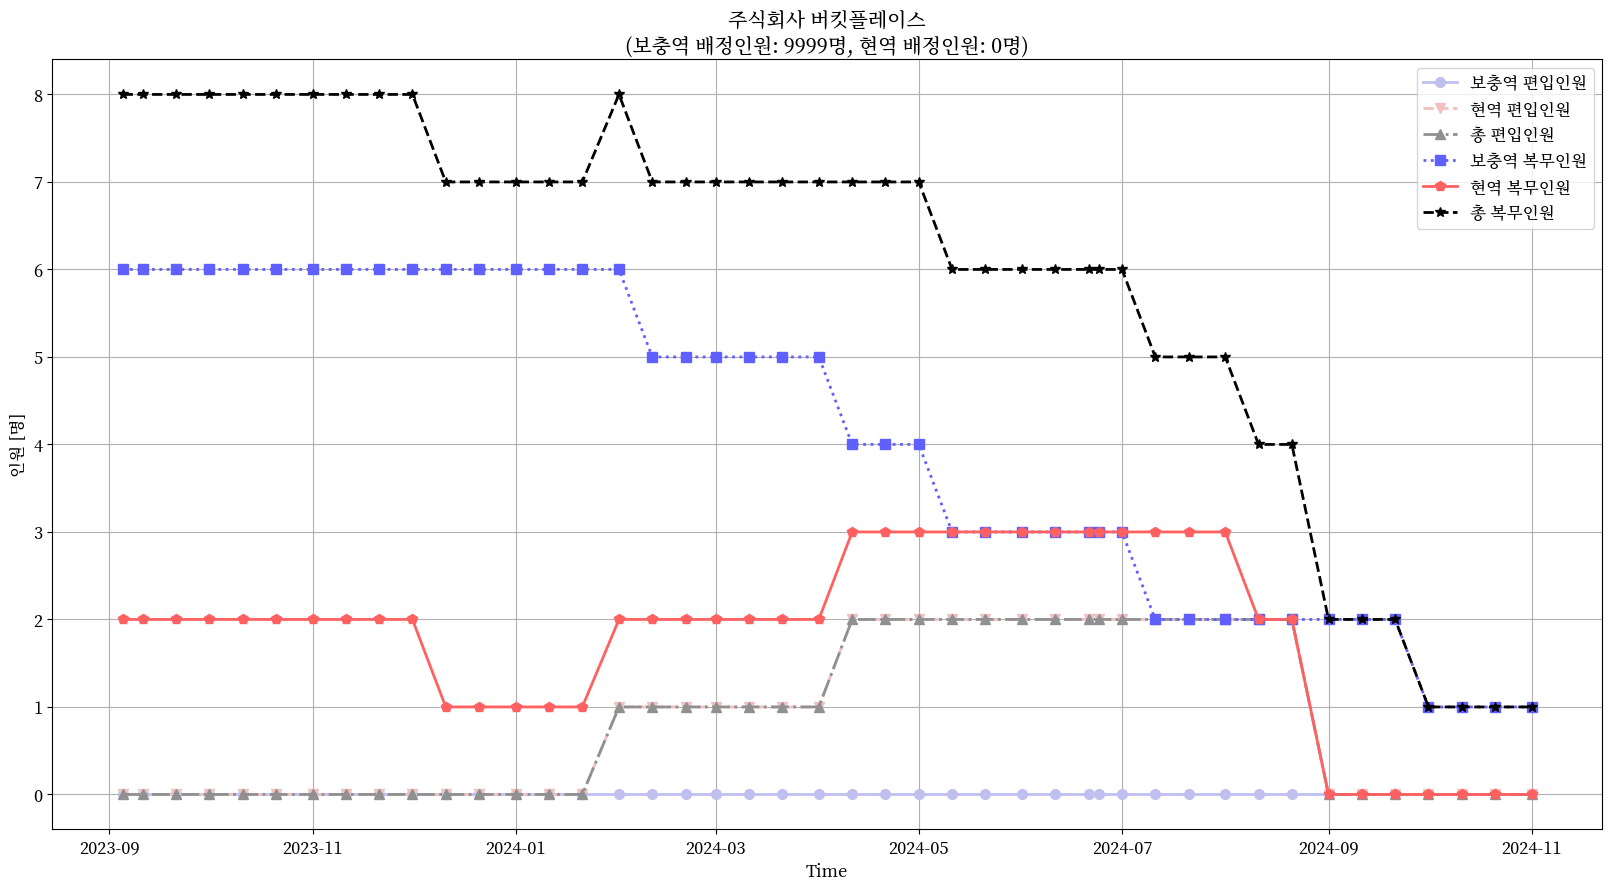 주식회사 버킷플레이스
(보충역 배정인원: 9999명, 현역 배정인원: 0명)
보충역 편입인원
현역 편입인원
총 편입인원
보충역 복무인원
현역 복무인원
총 복무인원
인원 [명]
8
7
6
5
4
3
2
1
0
2023-09
2023-11
2024-01
2024-03
2024-05
2024-07
2024-09
2024-11
Time